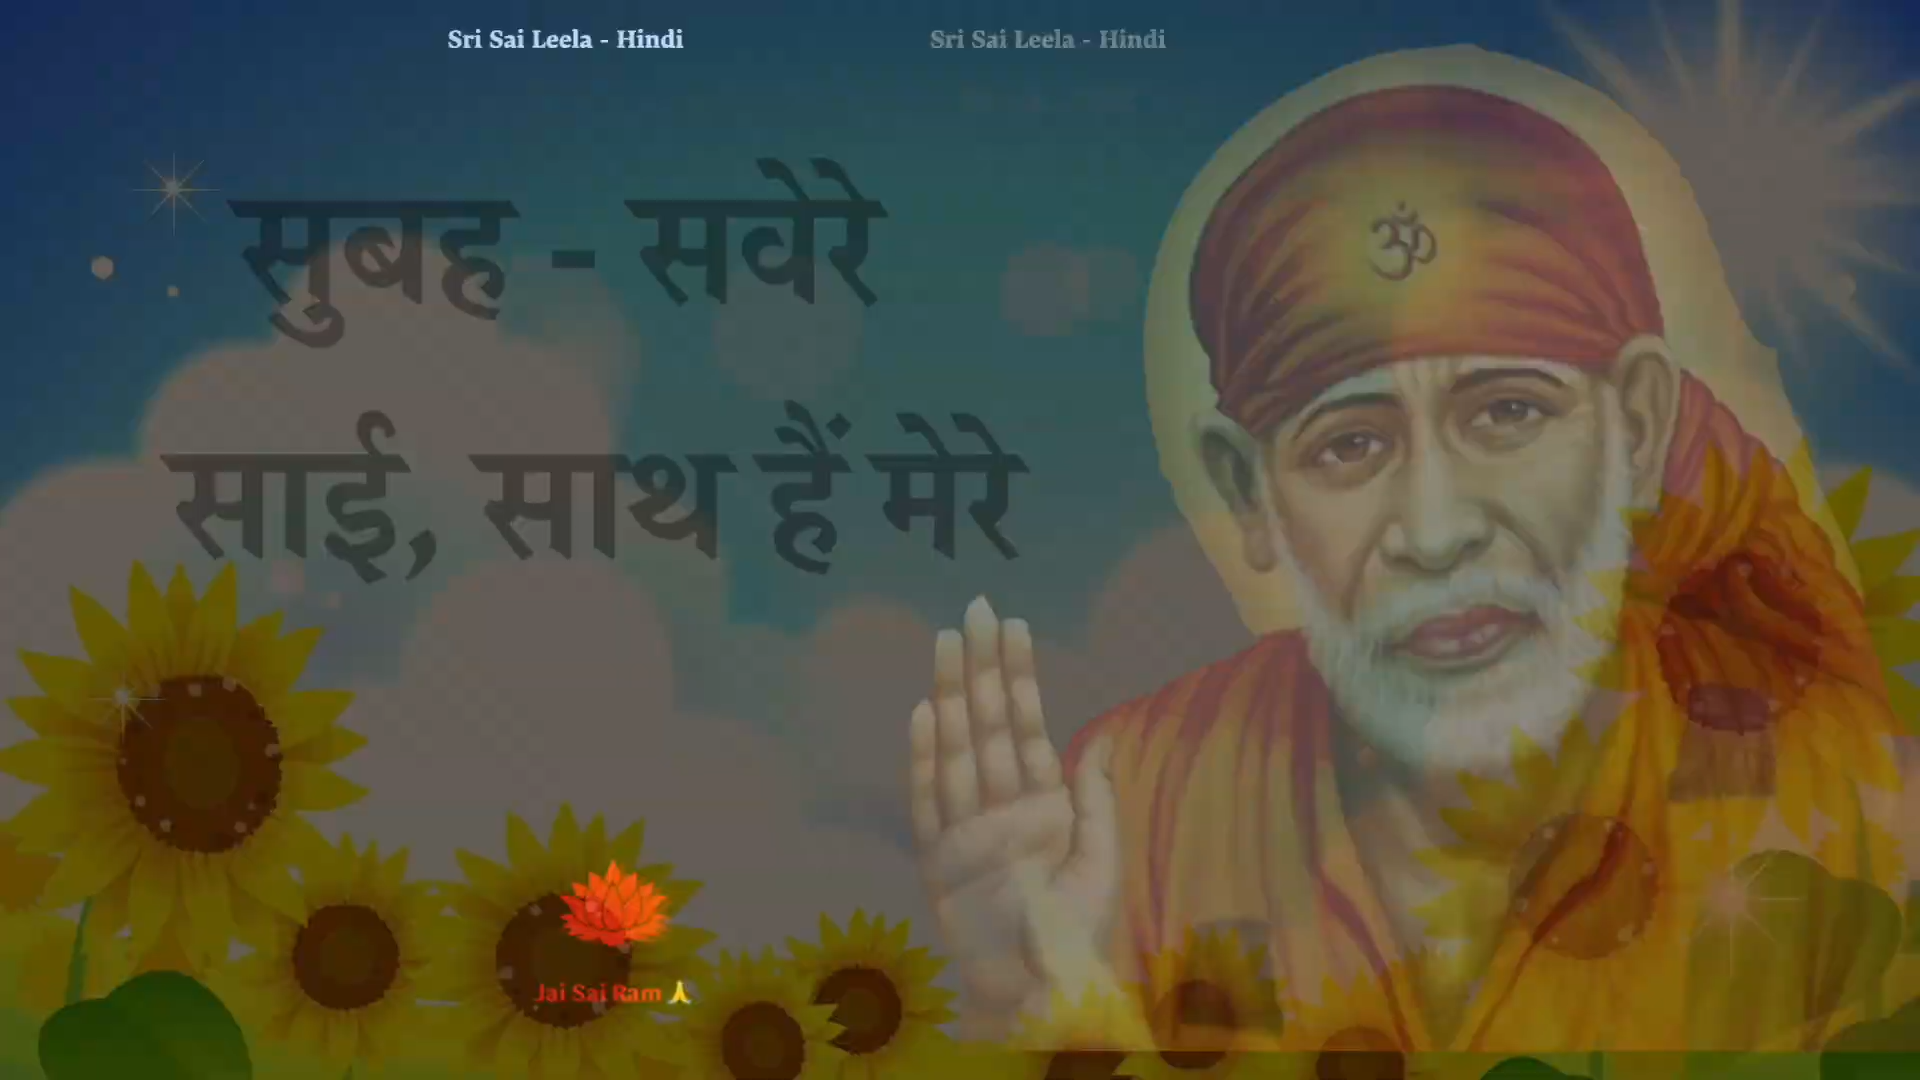 Sri Sai Leela - Hindi
Sri Sai Leela - Hindi
सुबह - सवेरे
साई, साथ हैं मेरे
ॐ
Jai Sai Ram 🙏